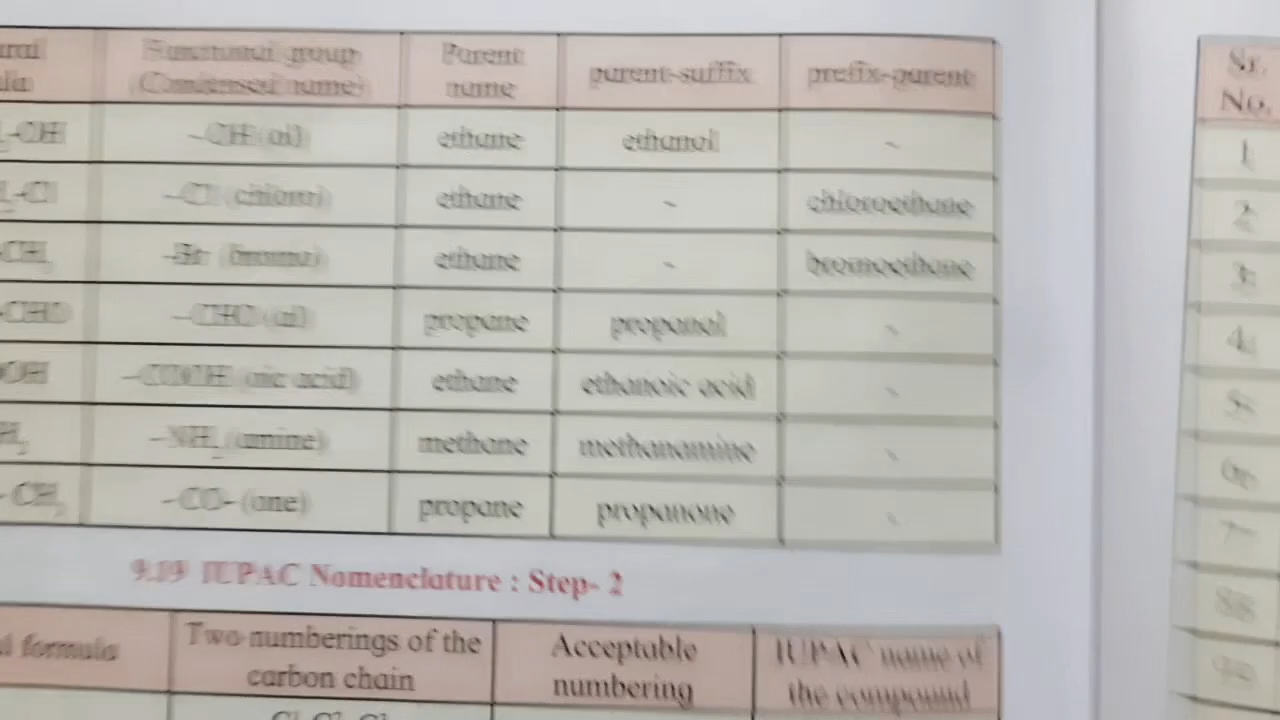 Functional group Parent parent-suffix prefix-parent Sr.
(Condensed name) name No.
-OH (ol) ethane ethanol -
-Cl (chloro) ethane - chloroethane
-Br (bromo) ethane - bromoethane
-CHO -CHO (al) propane propanal -
-COOH (oic acid) ethane ethanoic acid -
-NH2 (amine) methane methanamine -
- CH3 -CO- (one) propane propanone -
9.19 IUPAC Nomenclature : Step- 2
formula Two numberings of the Acceptable IUPAC name of
carbon chain numbering the compound
1
2
3
4
5
6
7